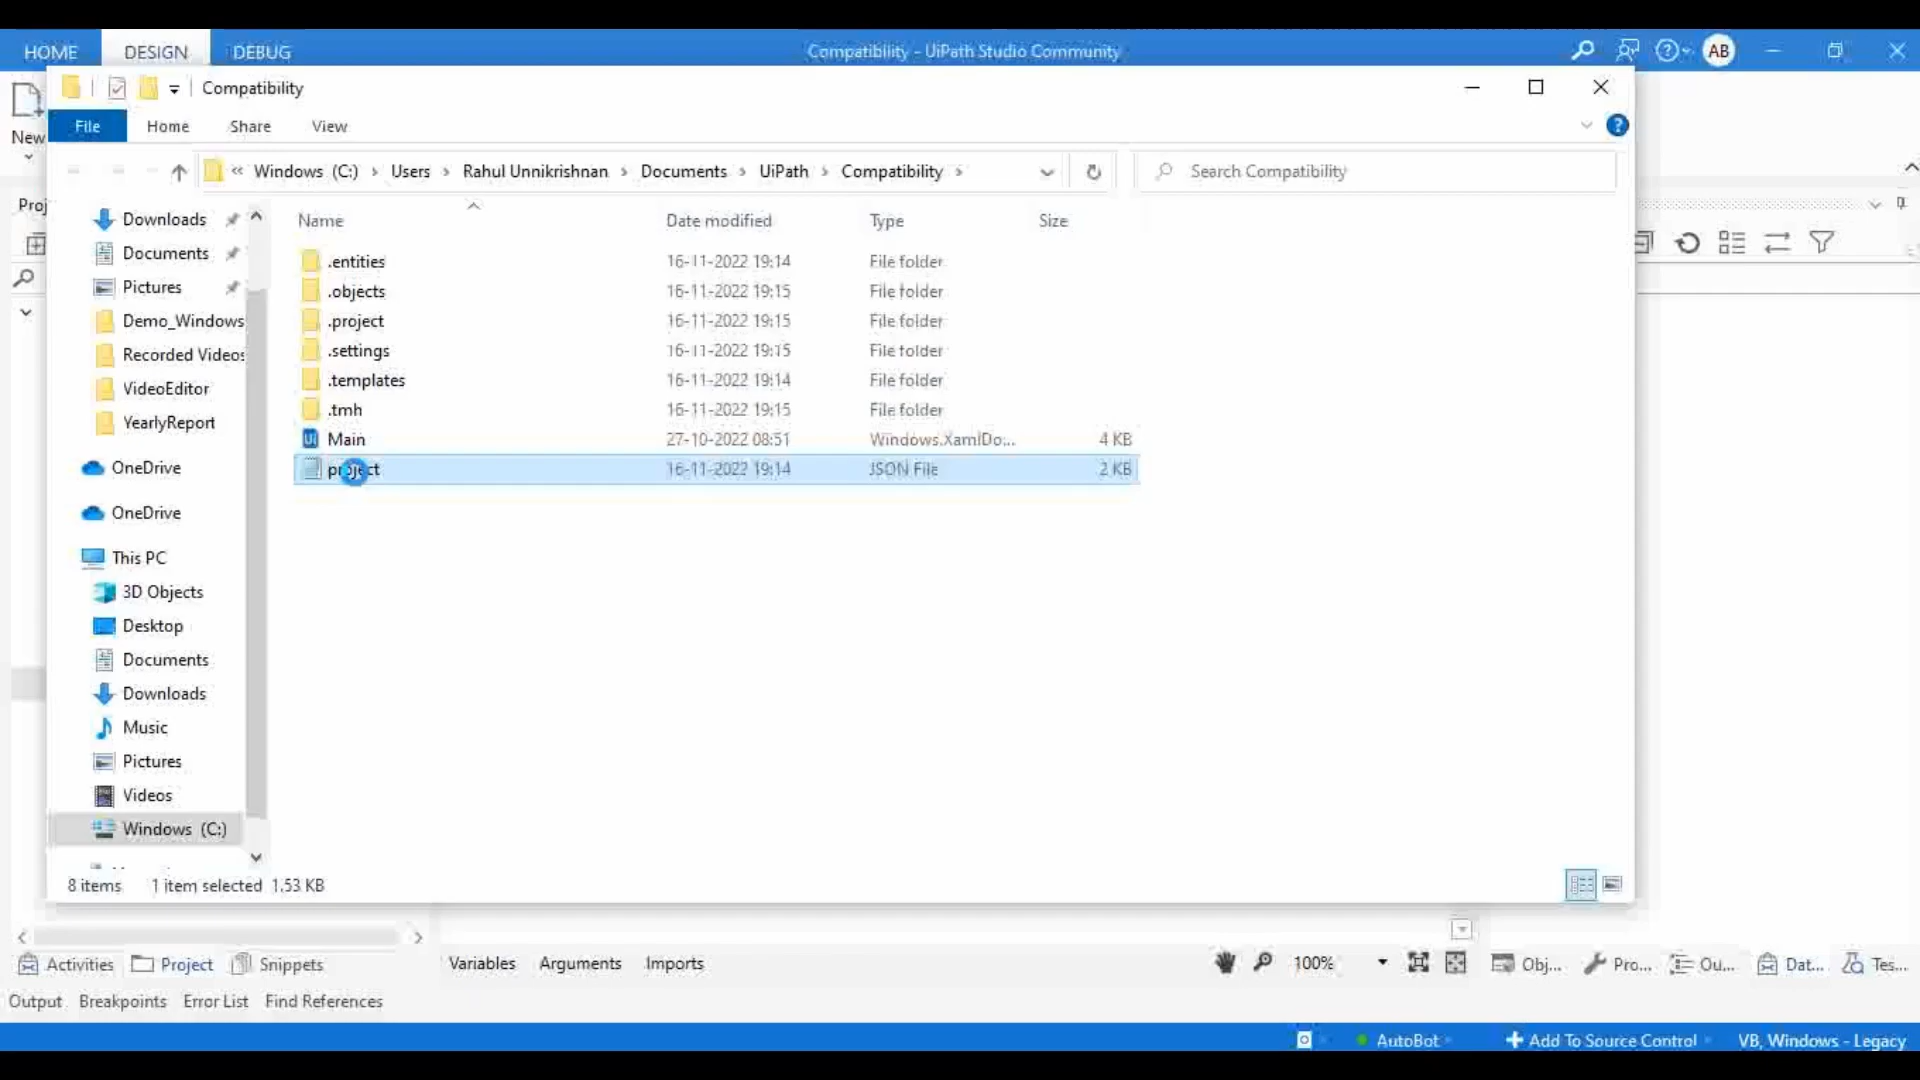 HOME DESIGN DEBUG Compatibility - UiPath Studio Community AB
Compatibility
New
File Home Share View
« Windows (C:) › Users › Rahul Unnikrishnan › Documents › UiPath › Compatibility › Search Compatibility
Proj
Name Date modified Type Size
Downloads
Documents
Pictures
Demo_Windows
Recorded Videos
VideoEditor
YearlyReport
OneDrive
OneDrive
This PC
3D Objects
Desktop
Documents
Downloads
Music
Pictures
Videos
Windows (C:)
.entities 16-11-2022 19:14 File folder
.objects 16-11-2022 19:15 File folder
.project 16-11-2022 19:15 File folder
.settings 16-11-2022 19:15 File folder
.templates 16-11-2022 19:14 File folder
.tmh 16-11-2022 19:15 File folder
Main 27-10-2022 08:51 Windows.XamlDo... 4 KB
project 16-11-2022 19:14 JSON File 2 KB
8 items 1 item selected 1.53 KB
Activities Project Snippets Variables Arguments Imports 100% Obj... Pro... Ou... Dat... Tes...
Output Breakpoints Error List Find References
AutoBot Add To Source Control VB, Windows - Legacy